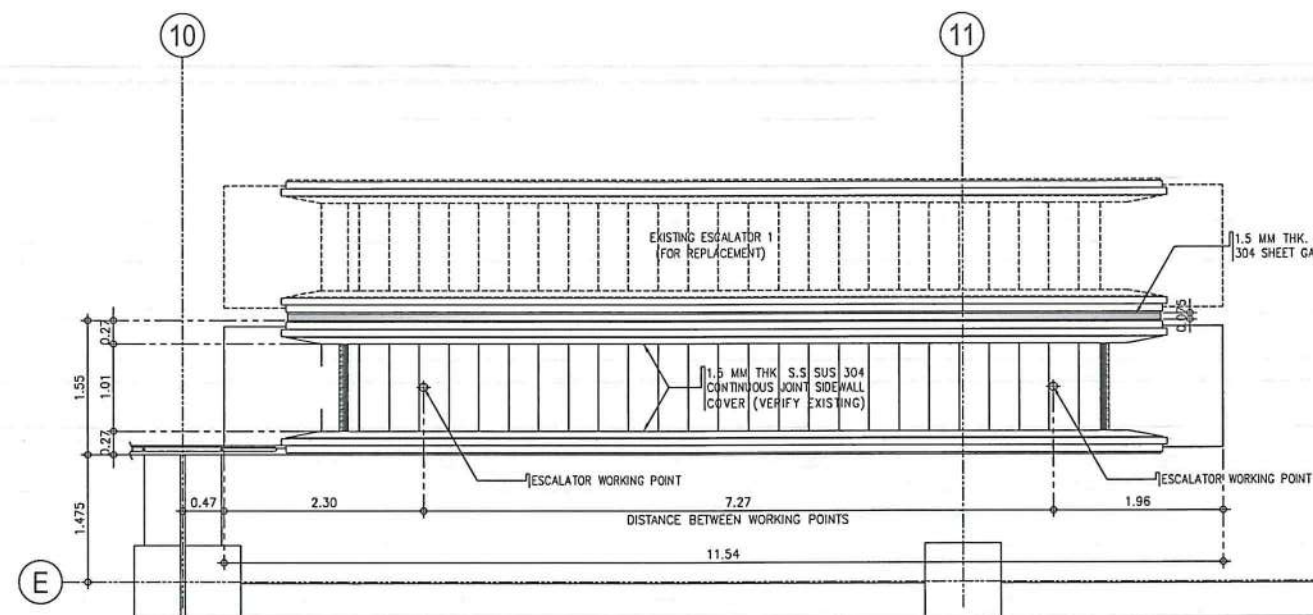 10
11
EXISTING ESCALATOR 1
(FOR REPLACEMENT)
1.5 MM THK.
304 SHEET GA
0.075
0.27
1.01
0.27
1.55
1.475
1.5 MM THK S.S SUS 304
CONTINUOUS JOINT SIDEWALL
COVER (VERIFY EXISTING)
ESCALATOR WORKING POINT
ESCALATOR WORKING POINT
0.47
2.30
7.27
1.96
DISTANCE BETWEEN WORKING POINTS
11.54
E